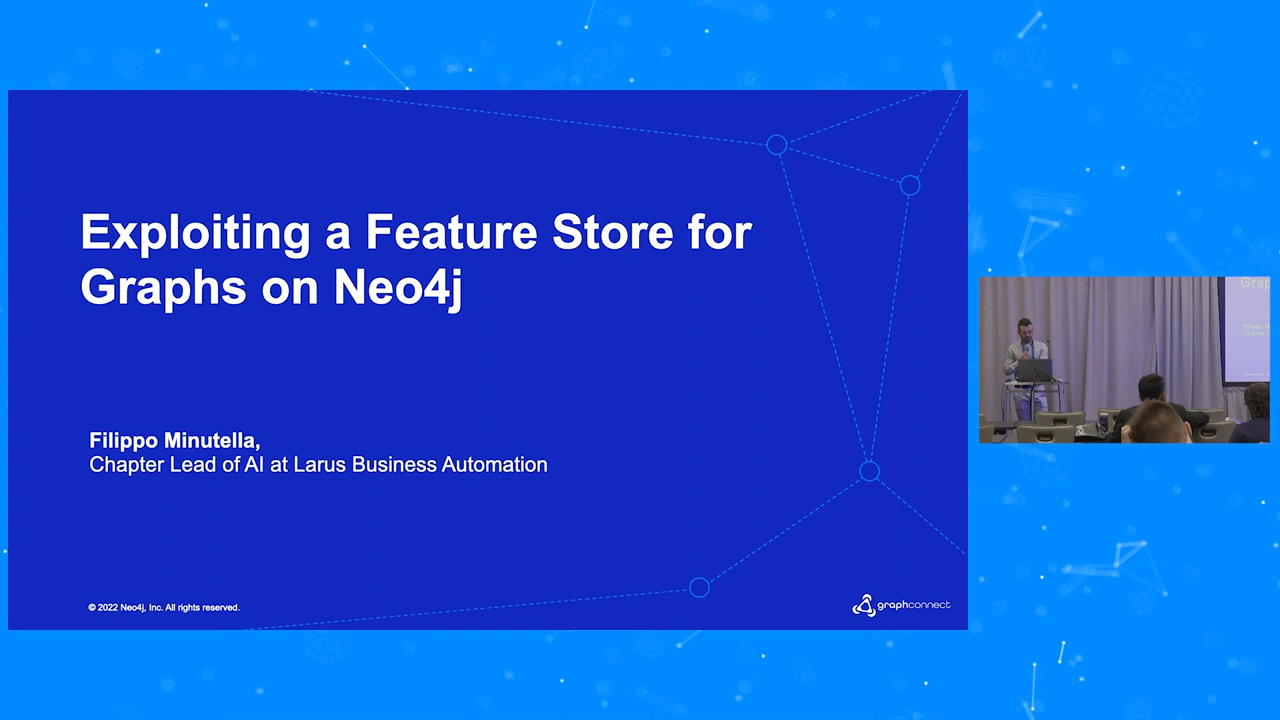 Exploiting a Feature Store for
Graphs on Neo4j
Filippo Minutella,
Chapter Lead of AI at Larus Business Automation
© 2022 Neo4j, Inc. All rights reserved.
graphconnect